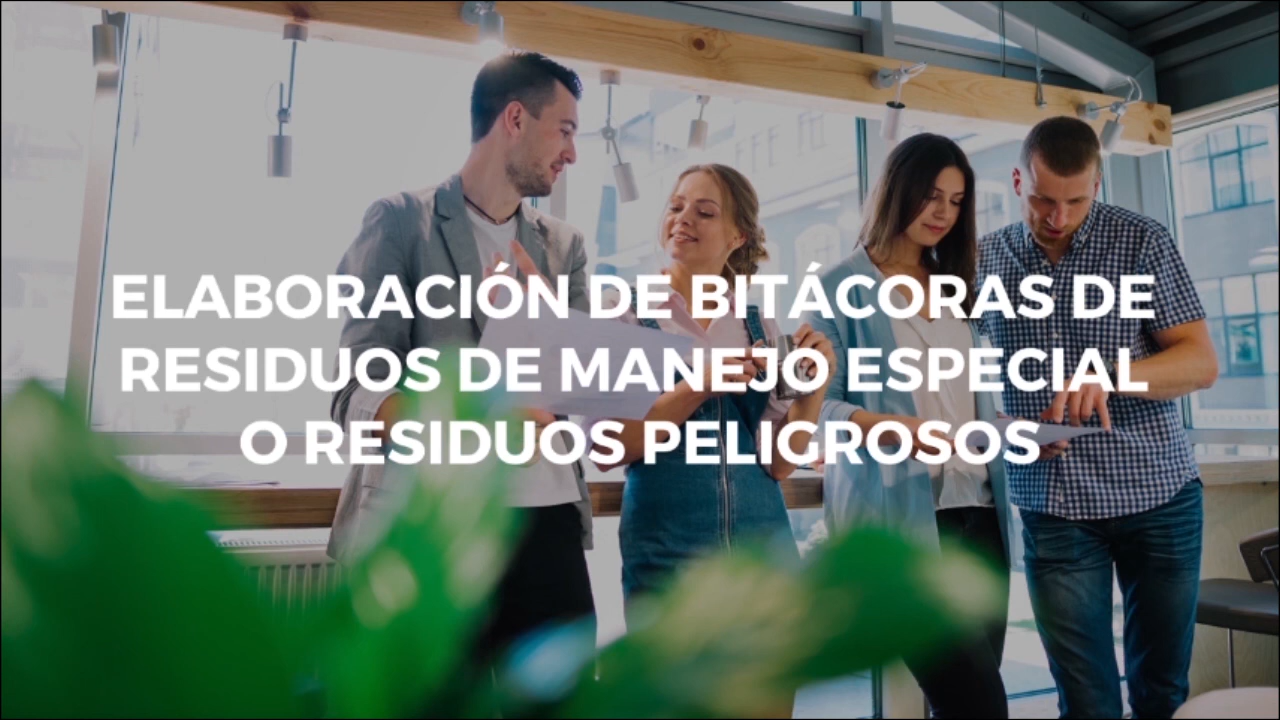 ELABORACIÓN DE BITÁCORAS DE
RESIDUOS DE MANEJO ESPECIAL
O RESIDUOS PELIGROSOS